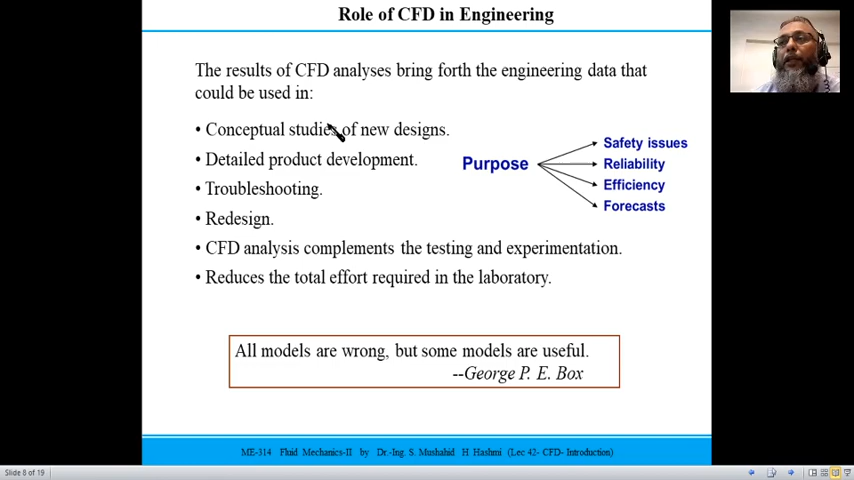 Role of CFD in Engineering
The results of CFD analyses bring forth the engineering data that
could be used in:
• Conceptual studies of new designs.
• Detailed product development.
• Troubleshooting.
• Redesign.
• CFD analysis complements the testing and experimentation.
• Reduces the total effort required in the laboratory.
Purpose
Safety issues
Reliability
Efficiency
Forecasts
All models are wrong, but some models are useful.
--George P. E. Box
ME-314 Fluid Mechanics-II by Dr.-Ing. S. Mushahid H Hashmi (Lec 42- CFD- Introduction)
Slide 8 of 19